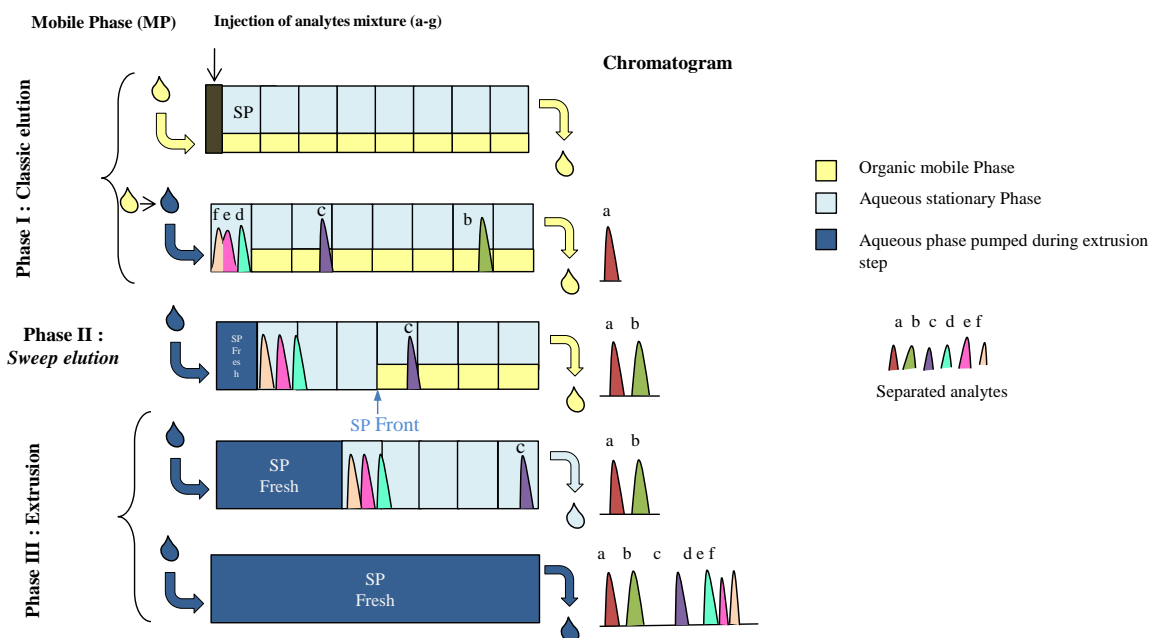 Mobile Phase (MP)
Injection of analytes mixture (a-g)
Chromatogram
Phase I : Classic elution
SP
f e d
c
b
a
Organic mobile Phase
Aqueous stationary Phase
Aqueous phase pumped during extrusion
step
Phase II :
Sweep elution
SP
Fr
es
h
c
a b
SP Front
a b c d e f
Separated analytes
Phase III : Extrusion
SP
Fresh
c
a b
SP
Fresh
a b c d e f